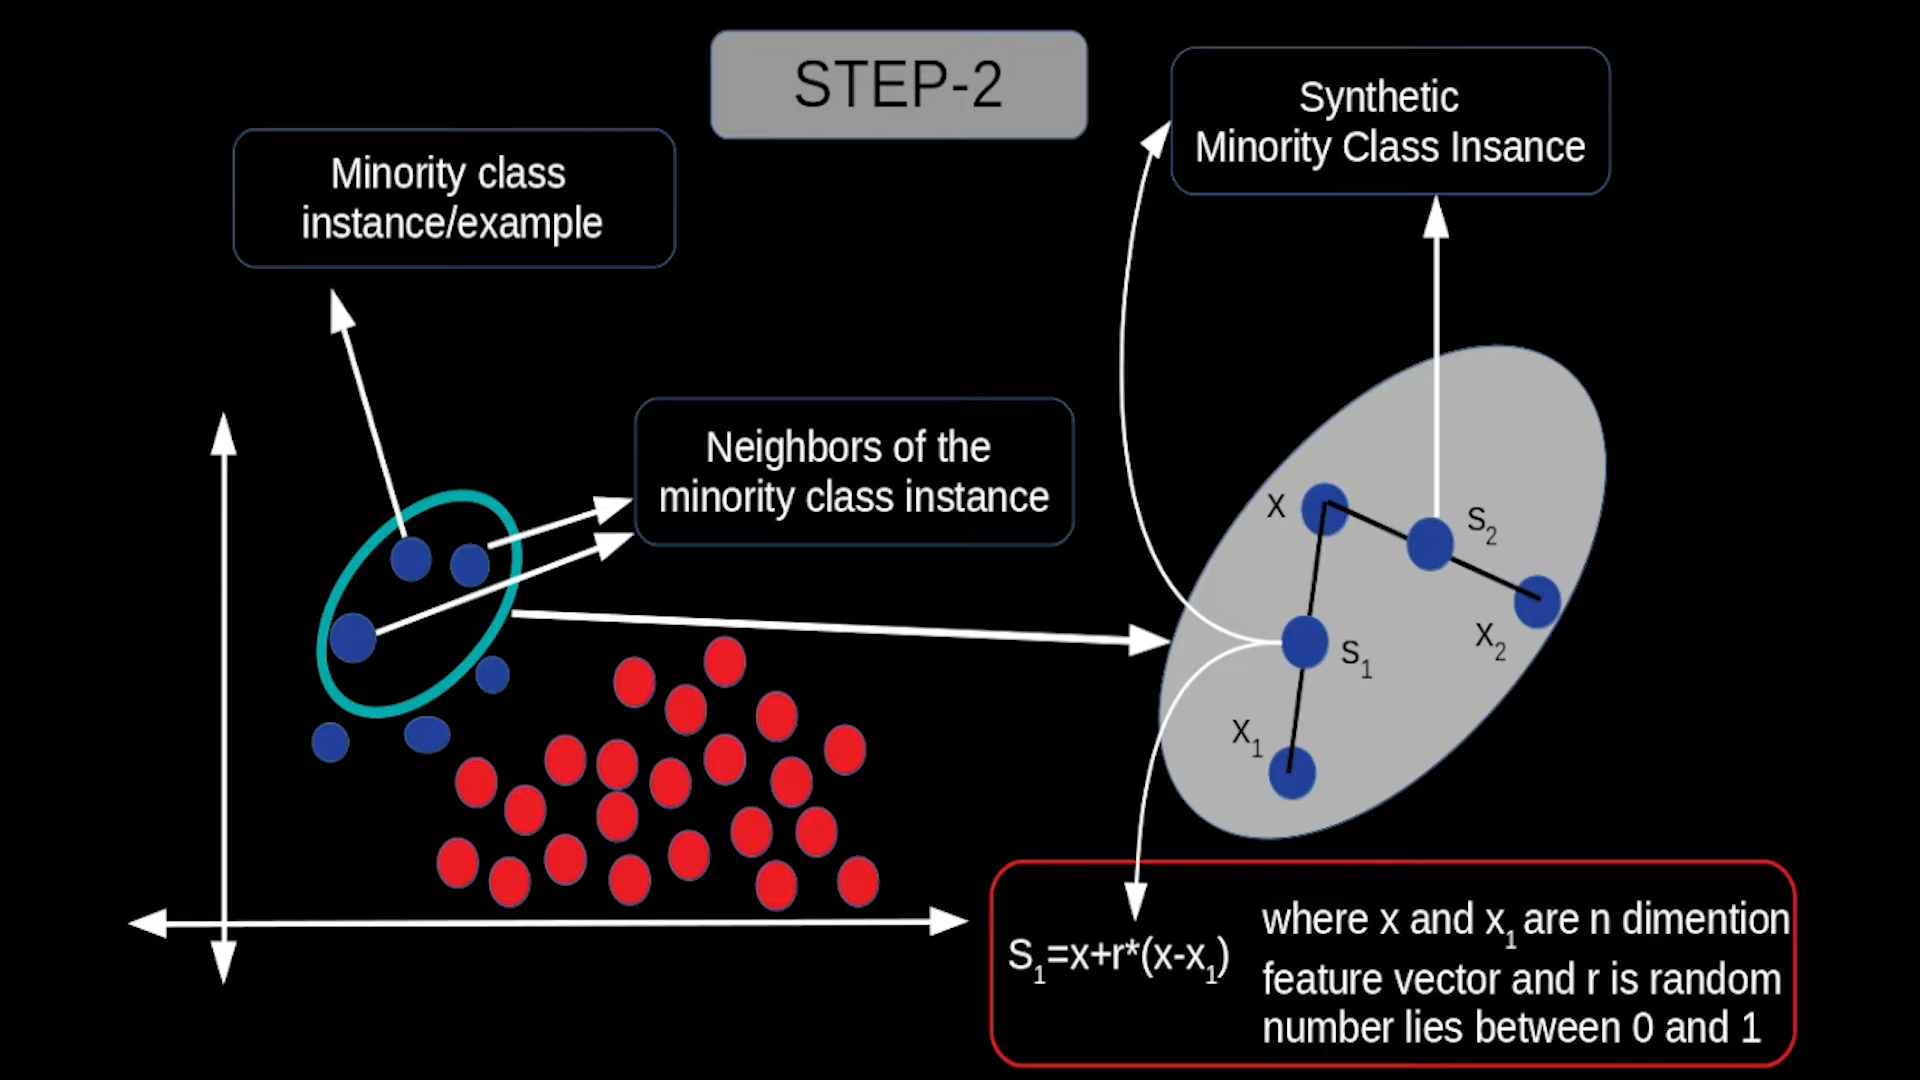 STEP-2
Synthetic
Minority Class Insance
Minority class
instance/example
Neighbors of the
minority class instance
X
S2
X2
S1
X1
S1=x+r*(x-x1)
where x and x1 are n dimention
feature vector and r is random
number lies between 0 and 1